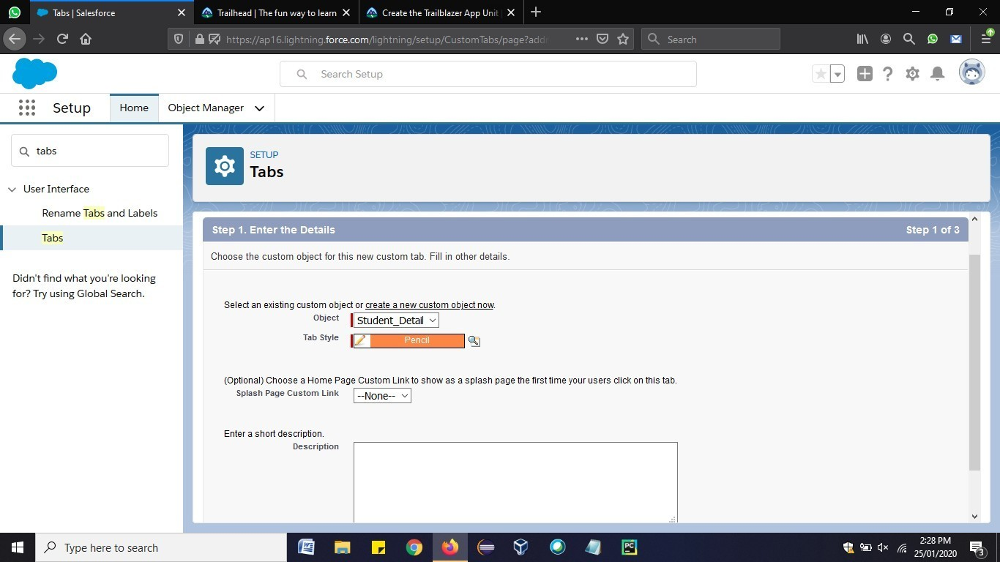 Tabs | Salesforce
Trailhead | The fun way to learn
Create the Trailblazer App Unit
https://ap16.lightning.force.com/lightning/setup/CustomTabs/page?addr
Search
Search Setup
Setup
Home
Object Manager
tabs
User Interface
Rename Tabs and Labels
Tabs
Didn't find what you're looking
for? Try using Global Search.
SETUP
Tabs
Step 1. Enter the Details
Step 1 of 3
Choose the custom object for this new custom tab. Fill in other details.
Select an existing custom object or create a new custom object now.
Object
Student_Detail
Tab Style
Pencil
(Optional) Choose a Home Page Custom Link to show as a splash page the first time your users click on this tab.
Splash Page Custom Link
--None--
Enter a short description.
Description
Type here to search
PC
2:28 PM
25/01/2020
3